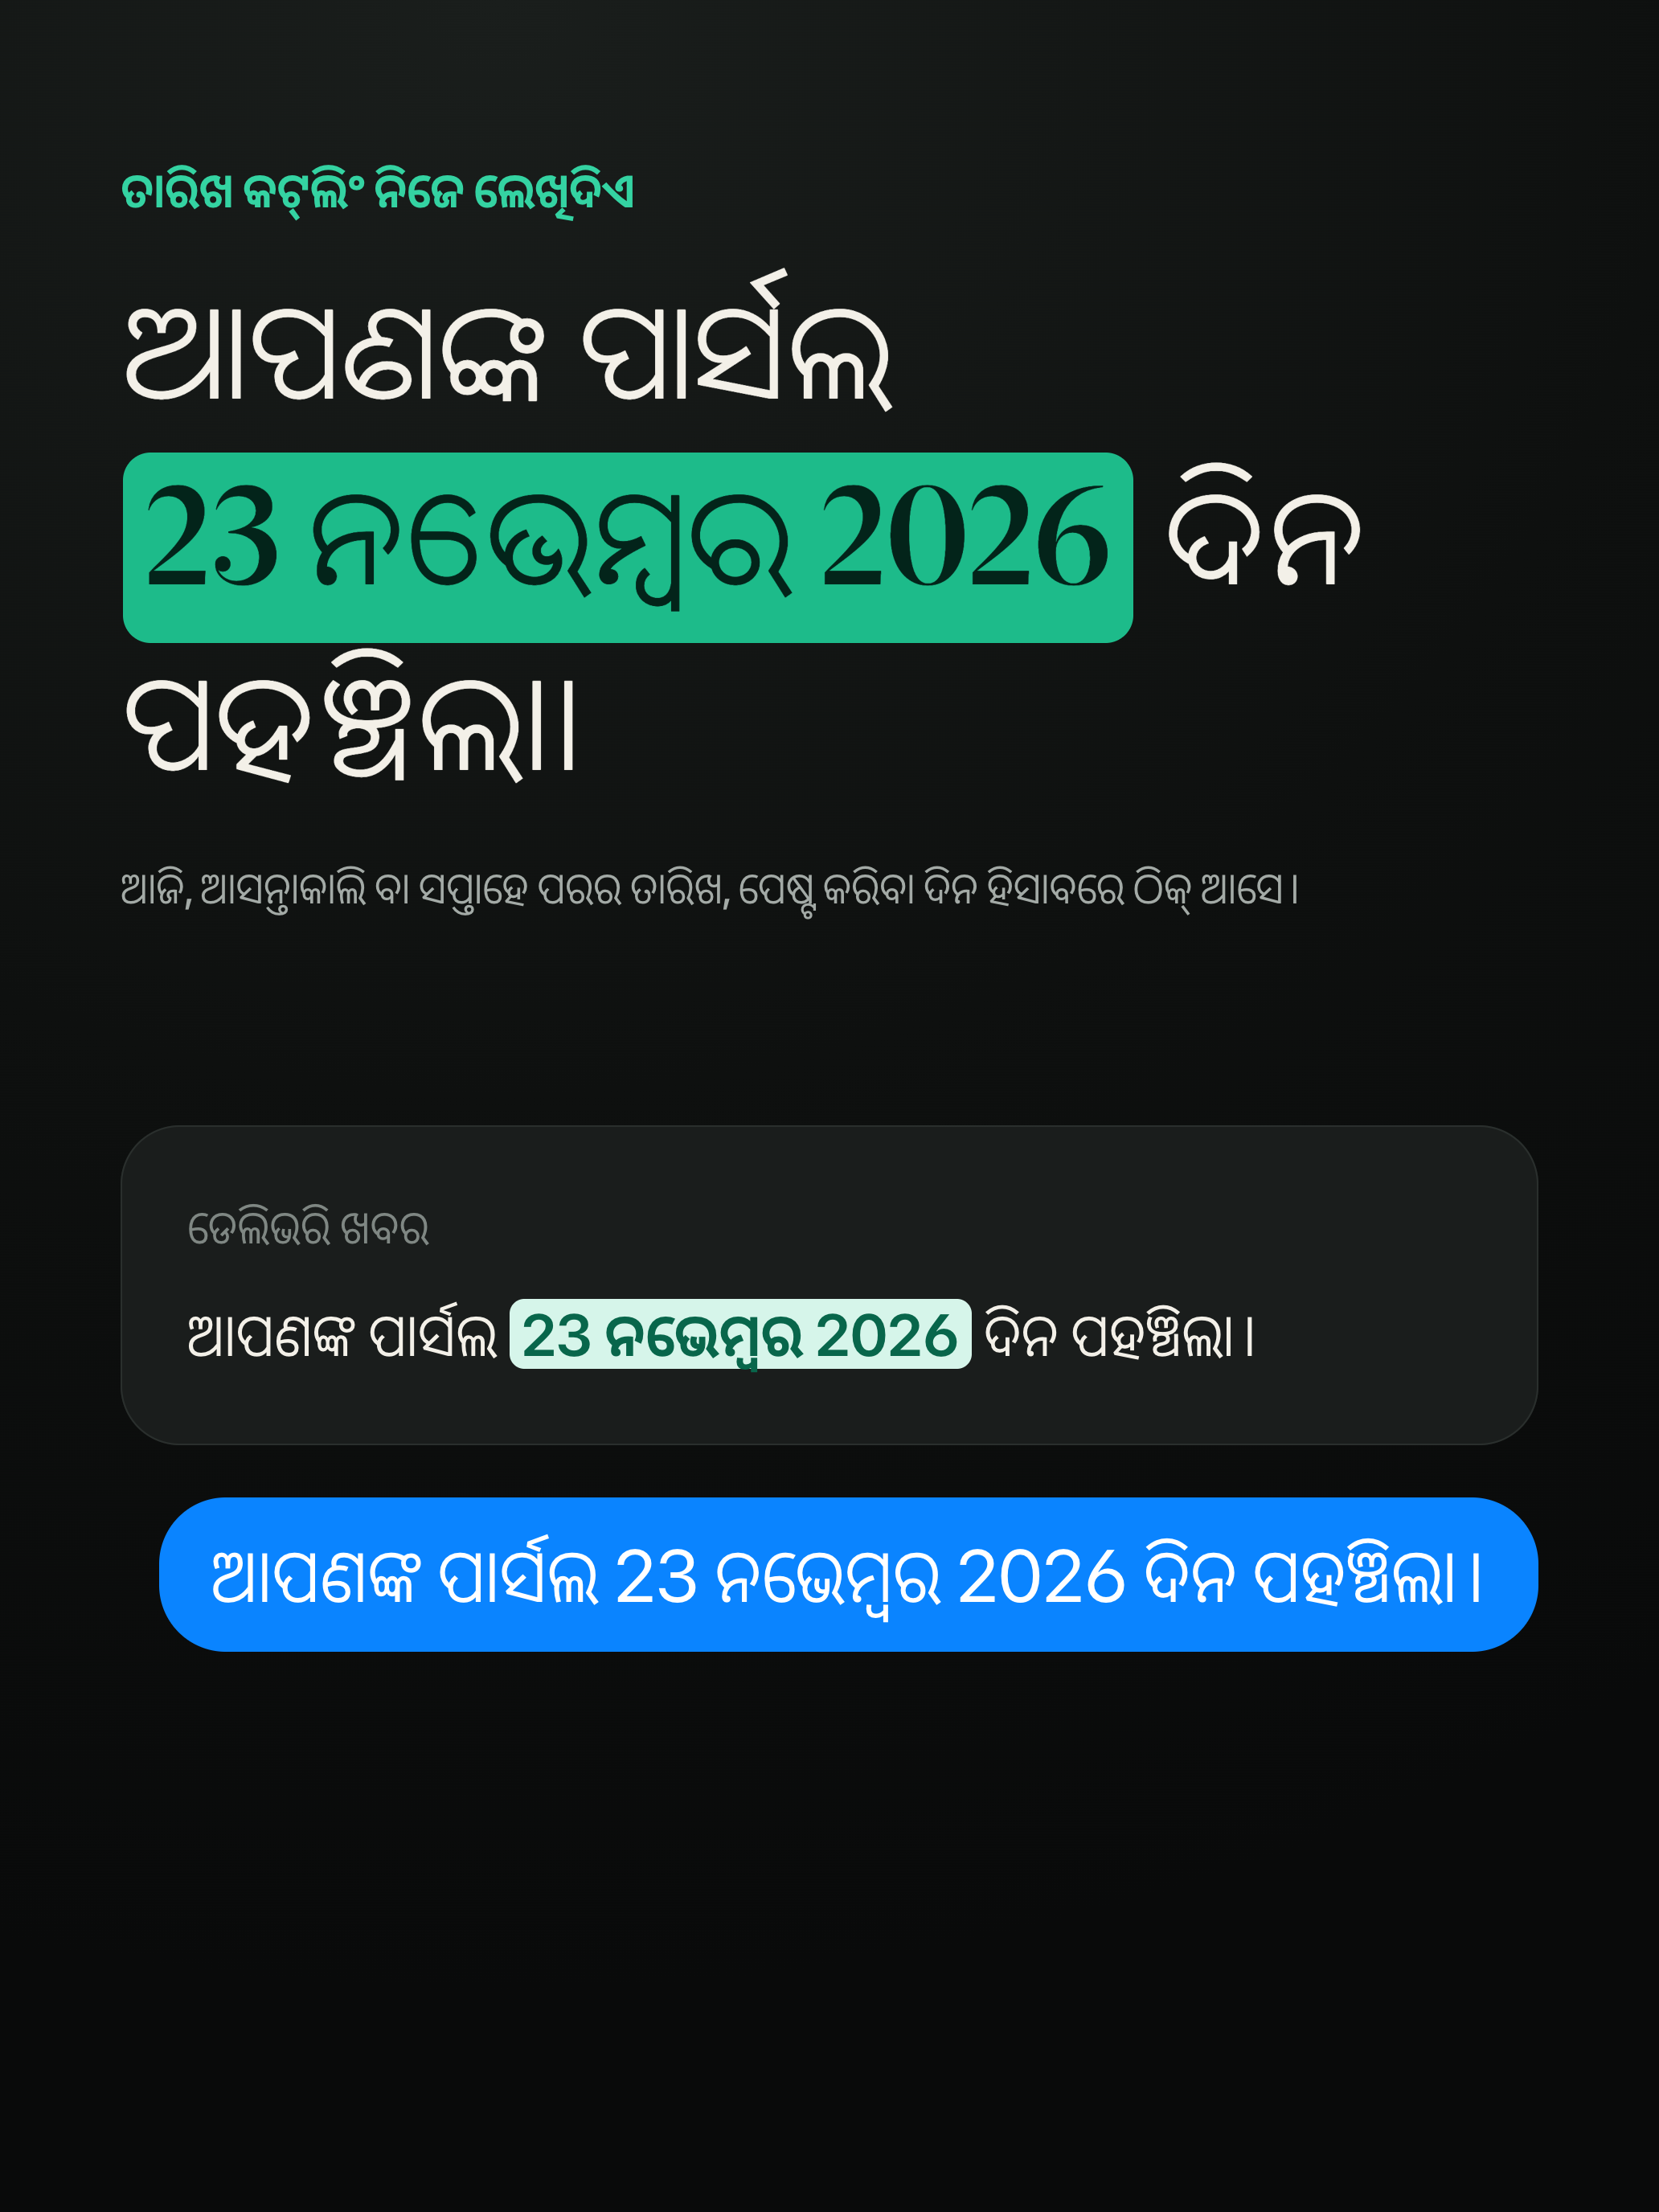 ତାରିଖ କଟ୍‌ଲିଂ ନିଜେ ଲେଖିଦିଏ
ଆପଣଙ୍କ ପାର୍ସଲ
23 ନଭେମ୍ବର 2026 ଦିନ
ପହଞ୍ଚିଲା।
ଆଜି, ଆସନ୍ତାକାଲି ବା ସପ୍ତାହେ ପରର ତାରିଖ, ପେଷ୍ଟ କରିବା ଦିନ ହିସାବରେ ଠିକ୍ ଆସେ।
ଡେଲିଭରି ଖବର
ଆପଣଙ୍କ ପାର୍ସଲ 23 ନଭେମ୍ବର 2026 ଦିନ ପହଞ୍ଚିଲା।
ଆପଣଙ୍କ ପାର୍ସଲ 23 ନଭେମ୍ବର 2026 ଦିନ ପହଞ୍ଚିଲା।